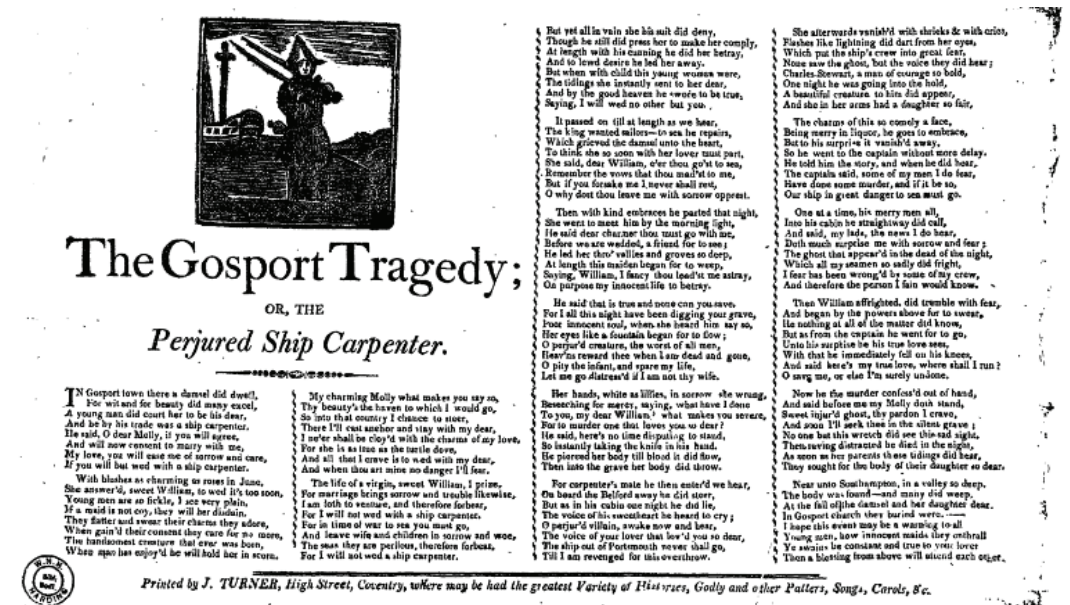 The Gosport Tragedy;
OR, THE
Perjured Ship Carpenter.
IN Gosport town there a damsel did dwell,
For wit and for beauty did many excel,
A young man did court her to be his dear,
And he by his trade was a ship carpenter.
He said, O dear Molly, if you will agree,
And will now consent to marry with me,
My love, you will ease me of sorrow and care,
If you will but wed with a ship carpenter.
With blushes as charming as roses in June,
She answer'd, sweet William, to wed it's too soon,
Young men are so fickle, I see very plain,
If a maid is not coy, they will her disdain.
They flatter and swear their charms they adore,
When gain'd their consent they care for no more,
The handsomest creature that ever was born,
When man has enjoy'd he will hold her in scorn.
My charming Molly what makes you say so,
Thy beauty's the haven to which I would go,
So into that country I chance to steer,
There I'll cast anchor and stay with my dear,
I ne'er shall be cloy'd with the charms of my love,
For she is as true as the turtle dove,
And all that I crave is to wed with my dear,
And when thou art mine no danger I'll fear.
The life of a virgin, sweet William, I prize,
For marriage brings sorrow and trouble likewise,
I am loth to venture, and therefore forbear,
For I will not wed with a ship carpenter.
For in time of war to sea you must go,
And leave wife and children in sorrow and woe,
The seas they are perilous, therefore forbear,
For I will not wed a ship carpenter.
But yet all in vain she his suit did deny,
Though he still did press her to make her comply,
At length with his cunning he did her betray,
And to lewd desire he led her away.
But when with child this young woman were,
The tidings she instantly sent to her dear,
And by the good heaven he swore to be true,
Saying, I will wed no other but you.
It passed on till at length as we hear,
The king wanted sailors—to sea he repairs,
Which grieved the damsel unto the heart,
To think she so soon with her lover must part,
She said, dear William, e'er thou go'st to sea,
Remember the vows that thou mad'st to me,
But if you forsake me I never shall rest,
O why dost thou leave me with sorrow opprest.
Then with kind embraces he parted that night,
She went to meet him by the morning light,
He said dear charmer thou must go with me,
Before we are wedded, a friend for to see;
He led her thro' vallies and groves so deep,
At length this maiden began for to weep,
Saying, William, I fancy thou lead'st me astray,
On purpose my innocent life to betray.
He said that is true and none can you save,
For I all this night have been digging your grave,
Poor innocent soul, when she heard him say so,
Her eyes like a fountain began for to flow;
O perjur'd creature, the worst of all men,
Heav'ns reward thee when I am dead and gone,
O pity the infant, and spare my life,
Let me go distress'd if I am not thy wife.
Her hands, white as lillies, in sorrow she wrung,
Beseeching for mercy, saying, what have I done
To you, my dear William? what makes you severe,
For to murder one that loves you so dear?
He said, here's no time disputing to stand,
So instantly taking the knife in his hand,
He pierced her body till blood it did flow,
Then into the grave her body did throw.
For carpenter's mate he then enter'd we hear,
On board the Belford away he did steer,
But as in his cabin one night he did lie,
The voice of his sweetheart he heard to cry;
O perjur'd villain, awake now and hear,
The voice of your lover that lov'd you so dear,
The ship out of Portsmouth never shall go,
Till I am revenged for this overthrow.
She afterwards vanish'd with shrieks & with cries,
Flashes like lightning did dart from her eyes,
Which put the ship's crew into great fear,
None saw the ghost, but the voice they did hear;
Charles Stewart, a man of courage so bold,
One night he was going into the hold,
A beautiful creature to him did appear,
And she in her arms had a daughter so fair,
The charms of this so comely a face,
Being merry in liquor, he goes to embrace,
But to his surprise it vanish'd away.
So he went to the captain without more delay.
He told him the story, and when he did hear,
The captain said, some of my men I do fear,
Have done some murder, and if it be so,
Our ship in great danger to sea must go.
One at a time, his merry men all,
Into his cabin he straightway did call,
And said, my lads, the news I do hear,
Doth much surprise me with sorrow and fear;
The ghost that appear'd in the dead of the night,
Which all my seamen so sadly did fright,
I fear has been wrong'd by some of my crew,
And therefore the person I fain would know.
Then William affrighted, did tremble with fear,
And began by the powers above for to swear,
He nothing at all of the matter did know,
But as from the captain he went for to go,
Unto his surprise he his true love sees,
With that he immediately fell on his knees,
And said here's my true love, where shall I run?
O save me, or else I'm surely undone.
Now he the murder confess'd out of hand,
And said before me my Molly doth stand,
Sweet injur'd ghost, thy pardon I crave,
And soon I'll seek thee in the silent grave;
No one but this wretch did see this sad sight,
Then raving distracted he died in the night,
As soon as her parents these tidings did hear,
They sought for the body of their daughter so dear.
Near unto Southampton, in a valley so deep,
The body was found—and many did weep,
At the fall of the damsel and her daughter dear.
In Gosport church they buried were.
I hope this event may be a warning to all
Young men, how innocent maids they enthrall
Ye swains be constant and true to your lover
Then a blessing from above will attend each other.
W.N.H.
HARDING
Printed by J. TURNER, High Street, Coventry, where may be had the greatest Variety of Histories, Godly and other Patters, Songs, Carols, &c.